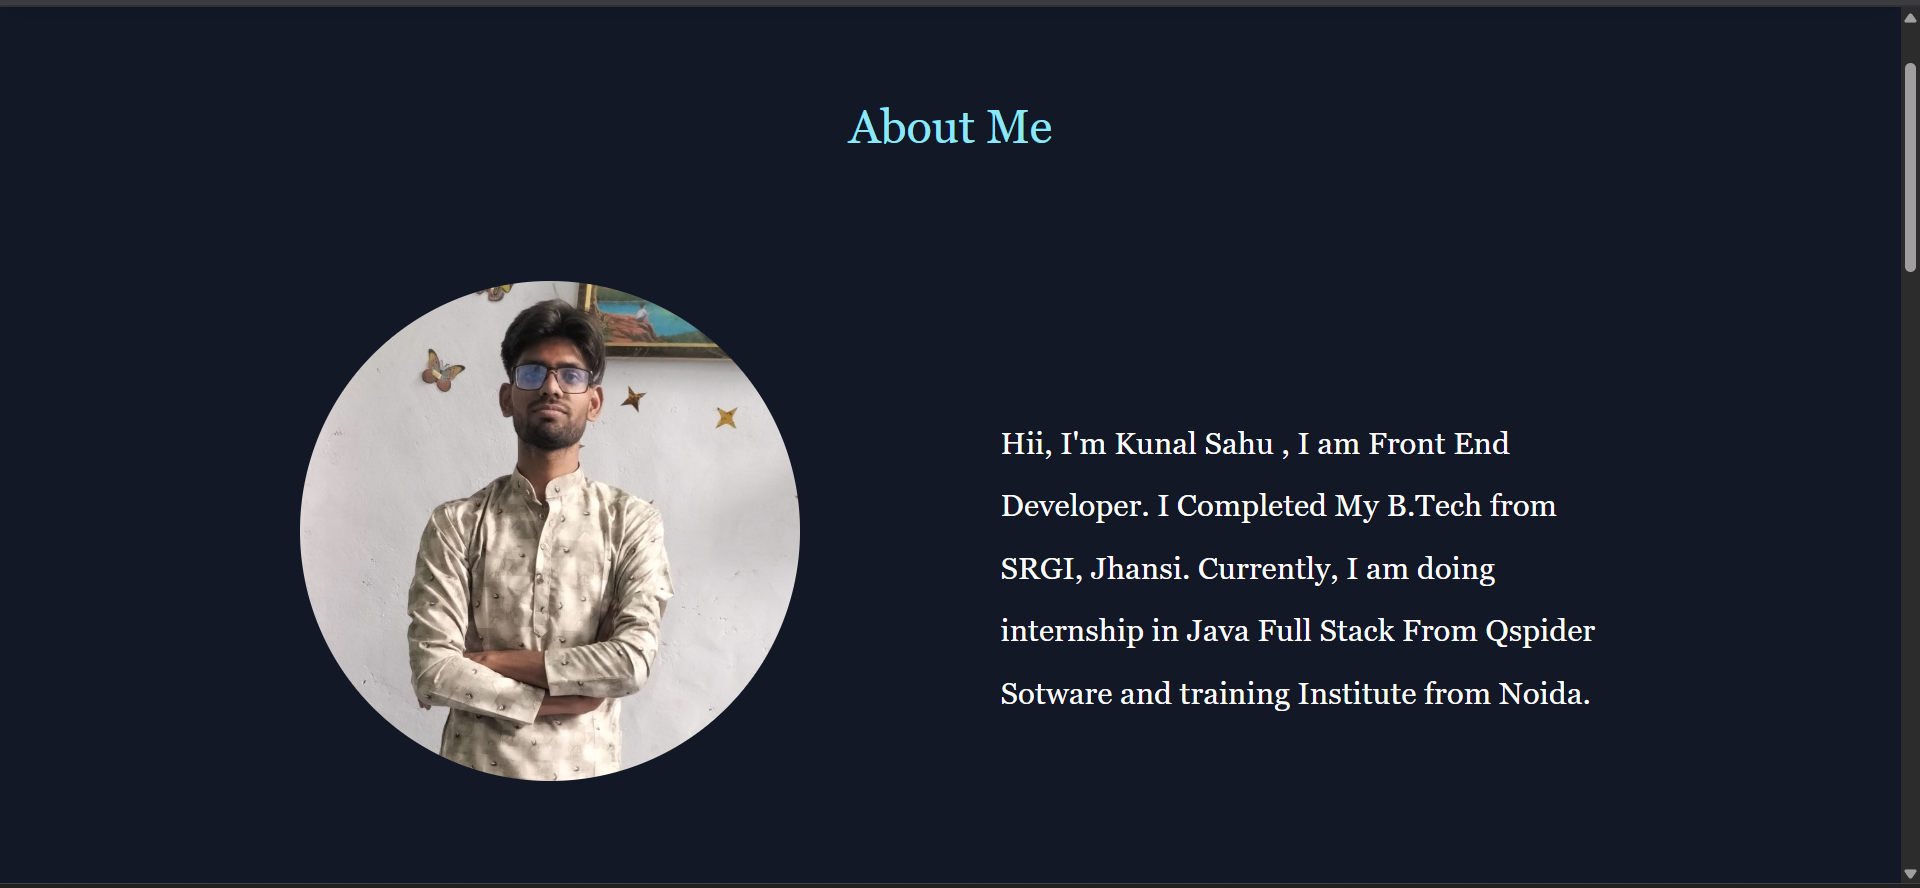 About Me
Hii, I'm Kunal Sahu , I am Front End
Developer. I Completed My B.Tech from
SRGI, Jhansi. Currently, I am doing
internship in Java Full Stack From Qspider
Sotware and training Institute from Noida.